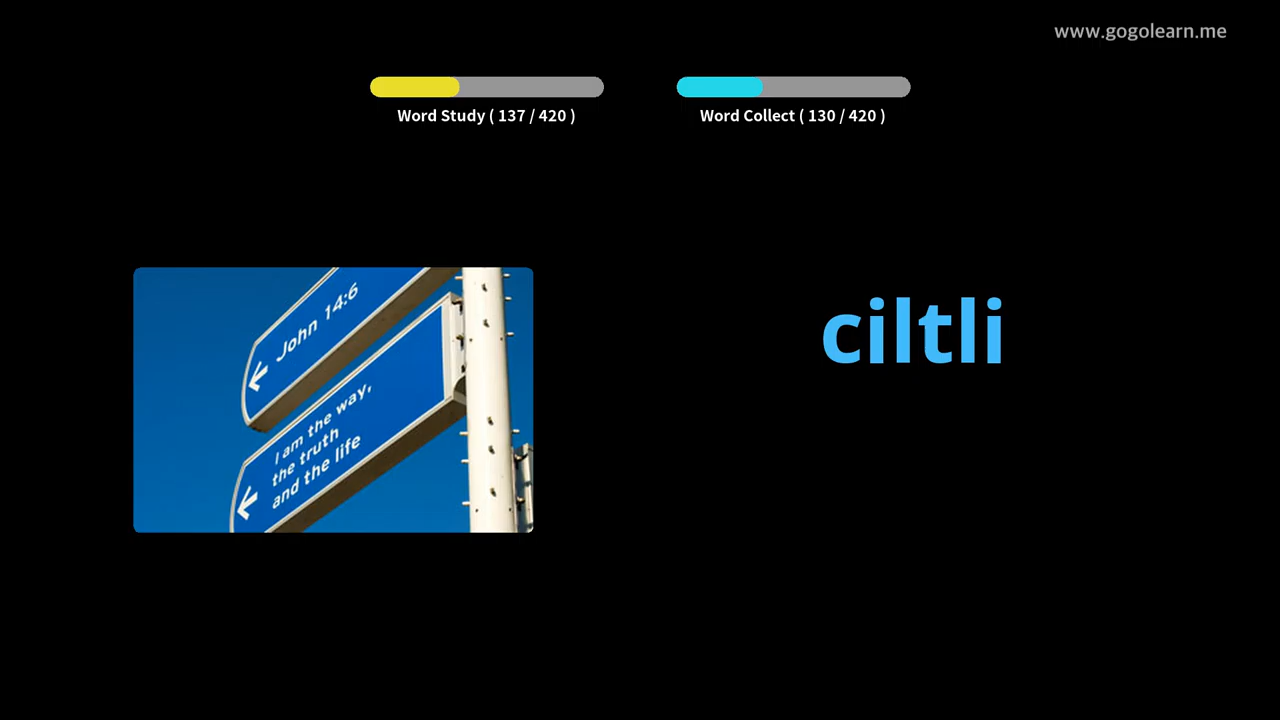 www.gogolearn.me
Word Study ( 137 / 420 )
Word Collect ( 130 / 420 )
John 14:6
I am the way,
the truth
and the life
ciltli